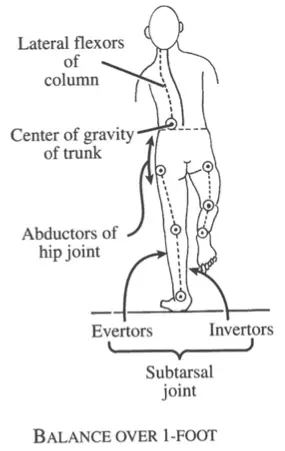 Lateral flexors
of
column
Center of gravity
of trunk
Abductors of
hip joint
Evertors
Invertors
Subtarsal
joint
BALANCE OVER 1-FOOT